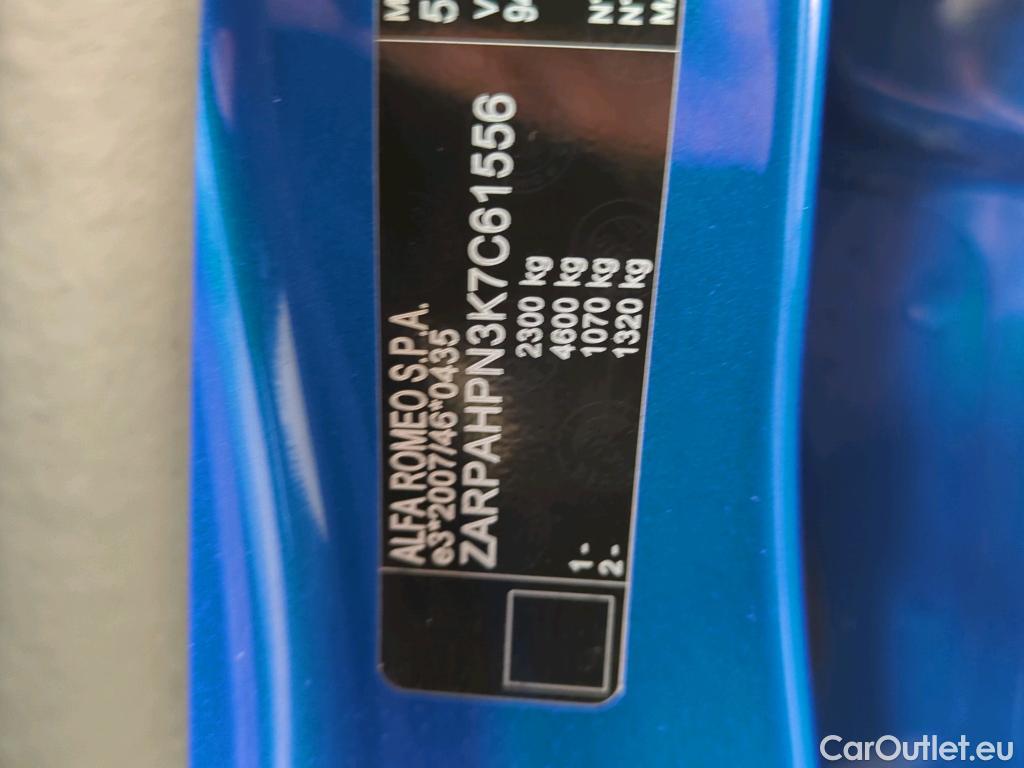 ALFA ROMEO S.P.A.
e3*2007/46*0435
ZARPAHPN3K7C61556
2300 kg
4600 kg
1- 1070 kg
2- 1320 kg
CarOutlet.eu